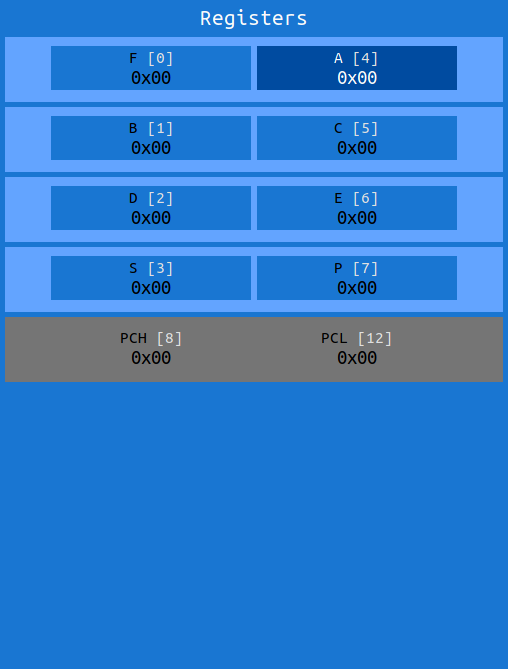 Registers
F [0] A [4]
0x00 0x00
B [1] C [5]
0x00 0x00
D [2] E [6]
0x00 0x00
S [3] P [7]
0x00 0x00
PCH [8] PCL [12]
0x00 0x00